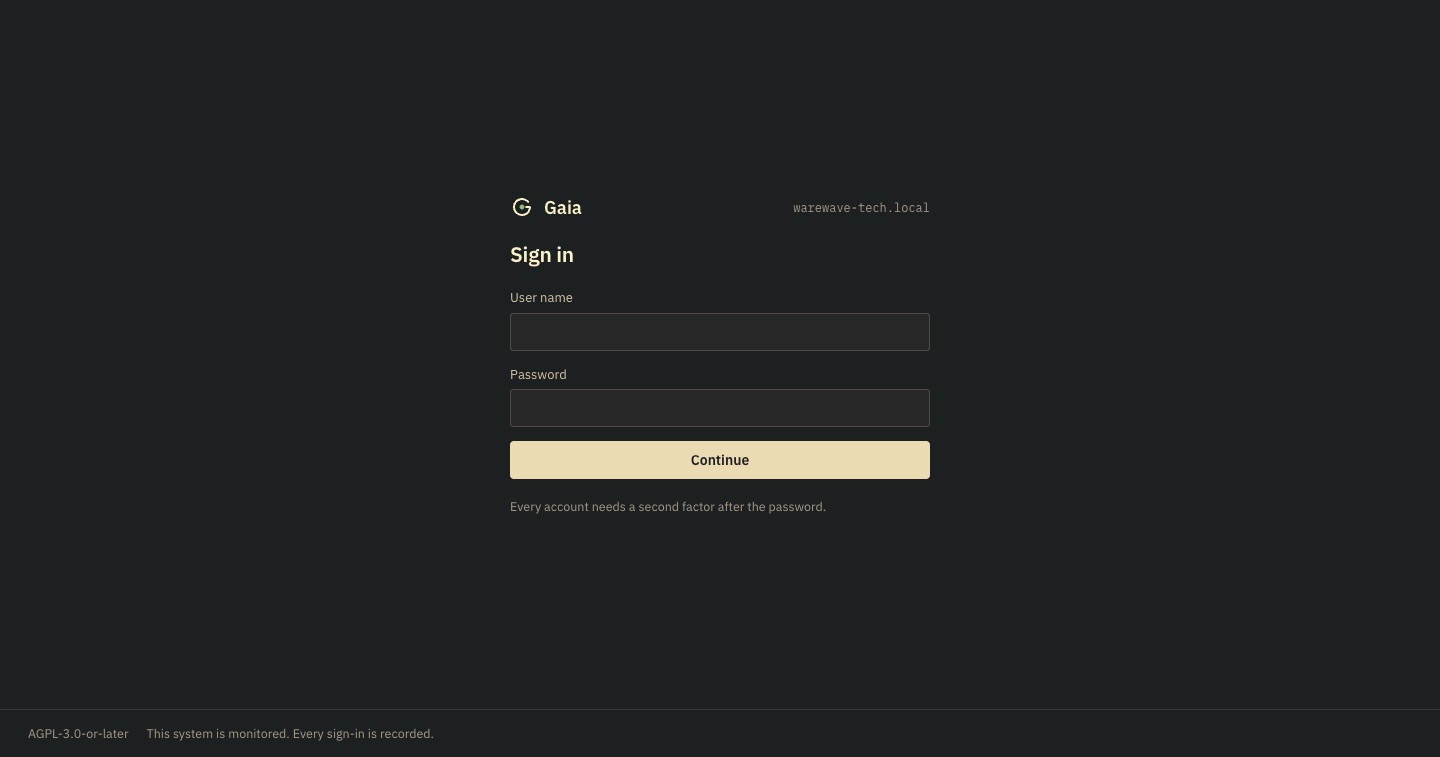 Gaia
warewave-tech.local
Sign in
User name
Password
Continue
Every account needs a second factor after the password.
AGPL-3.0-or-later
This system is monitored. Every sign-in is recorded.